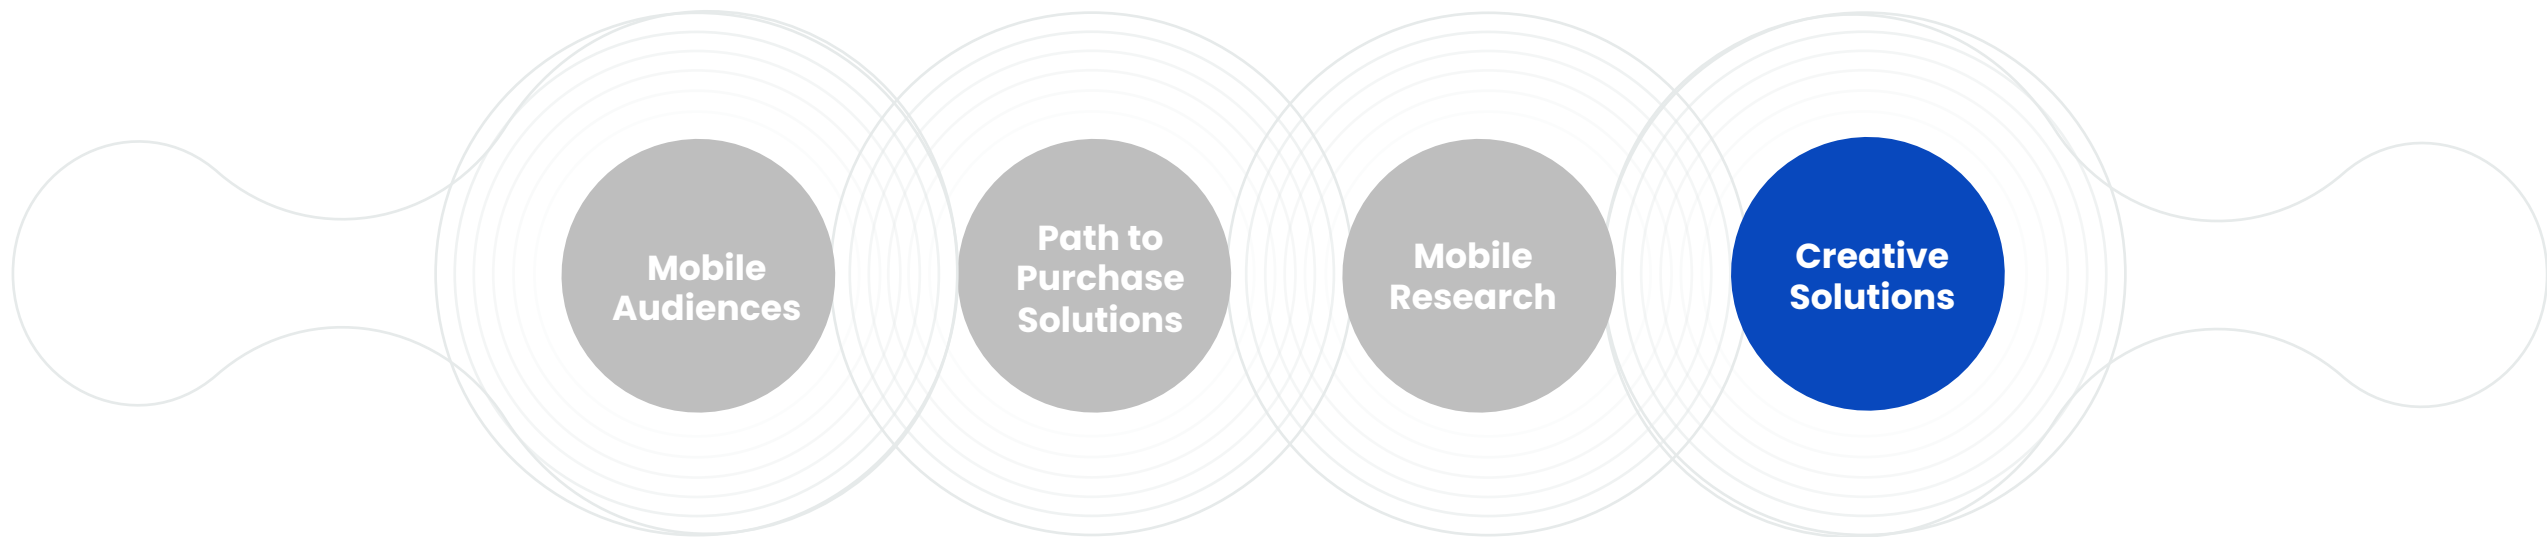 Mobile
Audiences
Path to
Purchase
Solutions
Mobile
Research
Creative
Solutions